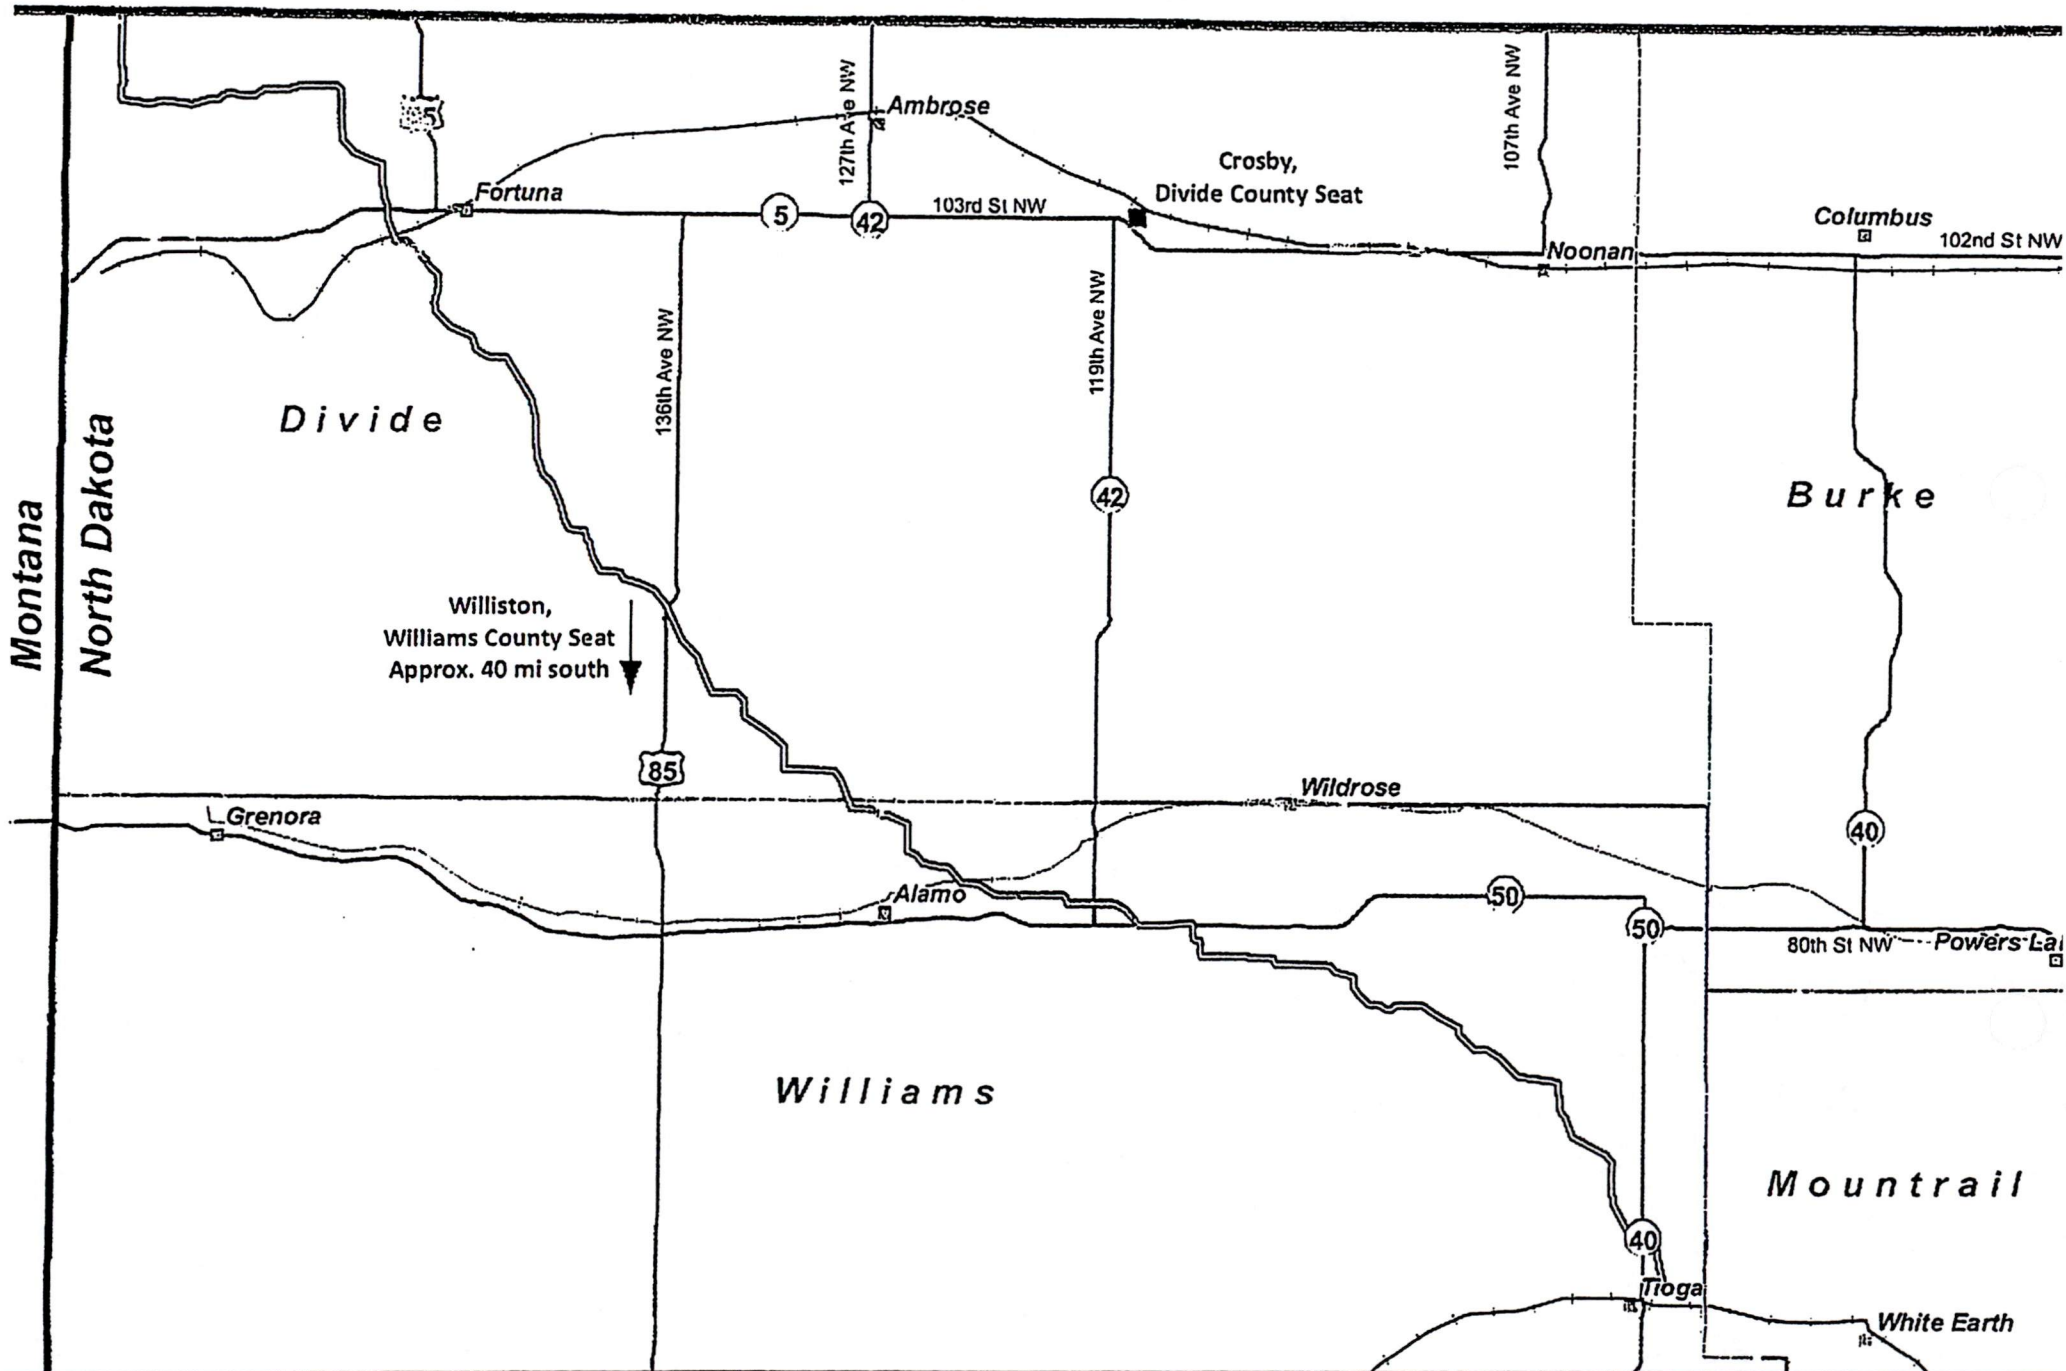 107th Ave NW
127th Ave NW
Ambrose
Crosby,
Divide County Seat
Fortuna
5
42
103rd St NW
Columbus
102nd St NW
Noonan
136th Ave NW
119th Ave NW
Divide
Montana
North Dakota
42
Burke
Williston,
Williams County Seat
Approx. 40 mi south
85
Wildrose
Grenora
40
Alamo
50
50
80th St NW
Powers La
Williams
Mountrail
40
Tioga
White Earth